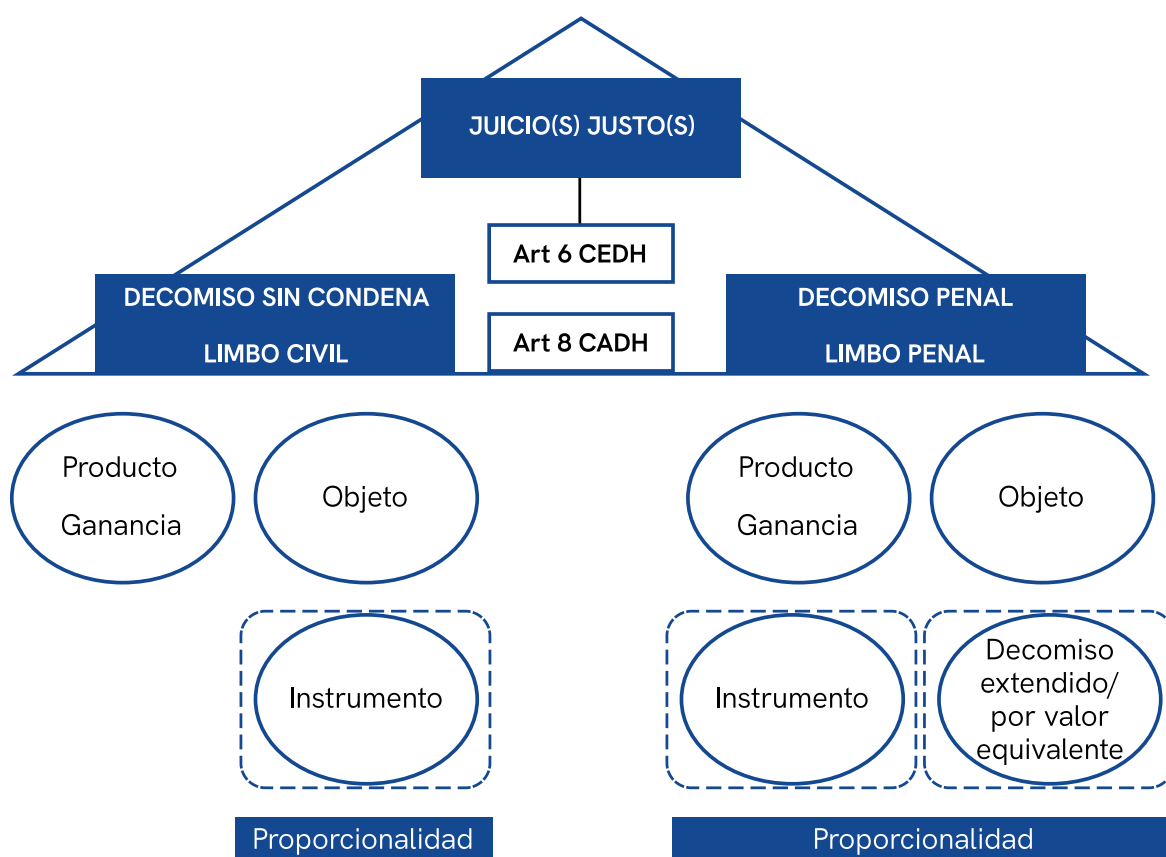 JUICIO(S) JUSTO(S)
Art 6 CEDH
DECOMISO SIN CONDENA
LIMBO CIVIL
Art 8 CADH
DECOMISO PENAL
LIMBO PENAL
Producto
Ganancia
Objeto
Producto
Ganancia
Objeto
Instrumento
Instrumento
Decomiso
extendido/
por valor
equivalente
Proporcionalidad
Proporcionalidad